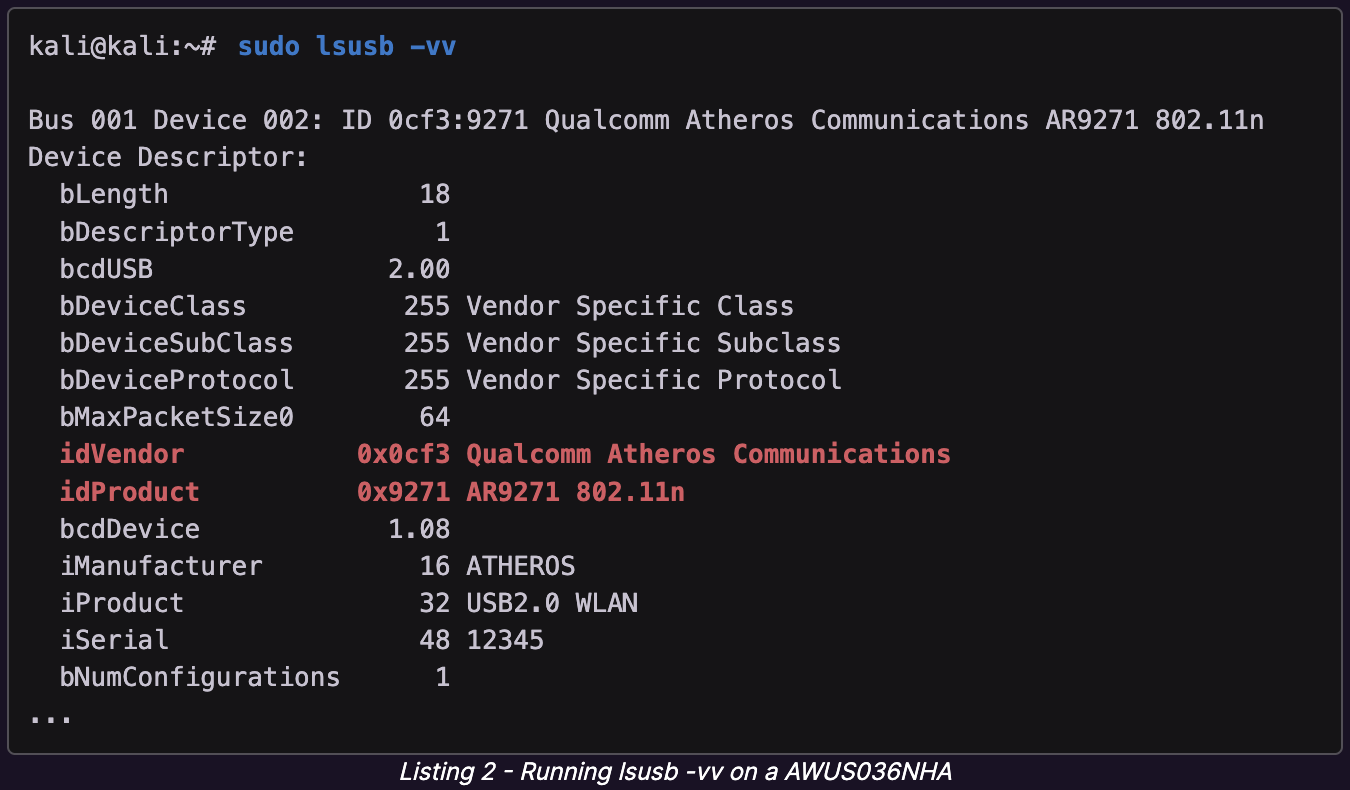 kali@kali:~# sudo lsusb -vv
Bus 001 Device 002: ID 0cf3:9271 Qualcomm Atheros Communications AR9271 802.11n
Device Descriptor:
  bLength                18
  bDescriptorType         1
  bcdUSB               2.00
  bDeviceClass          255 Vendor Specific Class
  bDeviceSubClass       255 Vendor Specific Subclass
  bDeviceProtocol       255 Vendor Specific Protocol
  bMaxPacketSize0        64
  idVendor           0x0cf3 Qualcomm Atheros Communications
  idProduct          0x9271 AR9271 802.11n
  bcdDevice            1.08
  iManufacturer          16 ATHEROS
  iProduct               32 USB2.0 WLAN
  iSerial                48 12345
  bNumConfigurations      1
...
Listing 2 - Running lsusb -vv on a AWUS036NHA